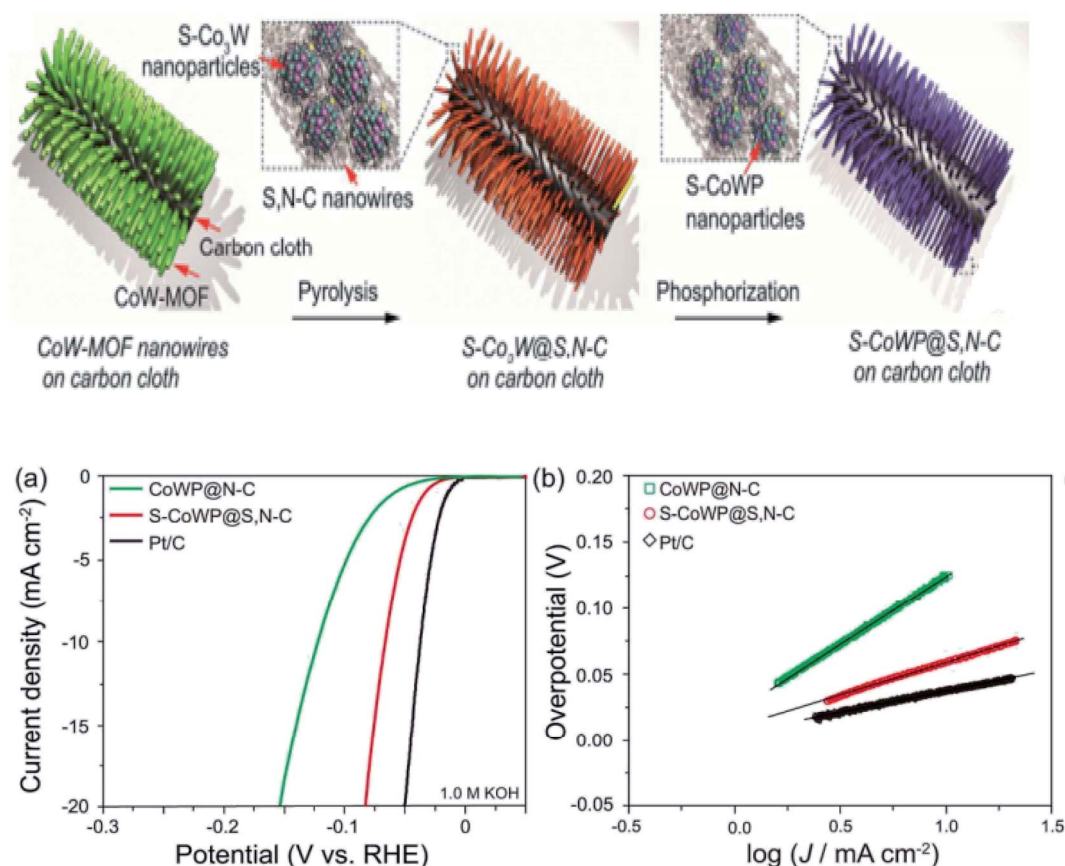 S-Co₃W
nanoparticles
S,N-C nanowires
Carbon cloth
CoW-MOF
Pyrolysis
S-CoWP
nanoparticles
Phosphorization
CoW-MOF nanowires
on carbon cloth
S-Co₃W@S,N-C
on carbon cloth
S-CoWP@S,N-C
on carbon cloth
(a)
CoWP@N-C
S-CoWP@S,N-C
Pt/C
Current density (mA cm⁻²)
0
-5
-10
-15
-20
1.0 M KOH
-0.3
-0.2
-0.1
0
Potential (V vs. RHE)
(b)
CoWP@N-C
S-CoWP@S,N-C
Pt/C
Overpotential (V)
0.20
0.15
0.10
0.05
0.00
-0.05
-0.5
0.0
0.5
1.0
1.5
log (J / mA cm⁻²)